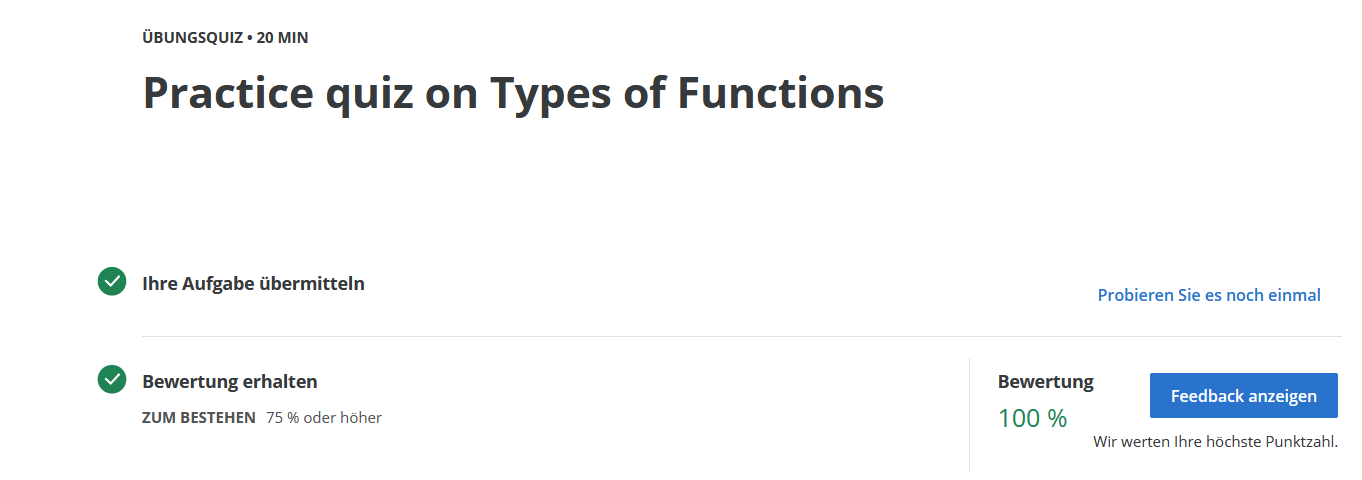 ÜBUNGSQUIZ • 20 MIN
Practice quiz on Types of Functions
Ihre Aufgabe übermitteln
Probieren Sie es noch einmal
Bewertung erhalten
ZUM BESTEHEN 75 % oder höher
Bewertung
100 %
Feedback anzeigen
Wir werten Ihre höchste Punktzahl.